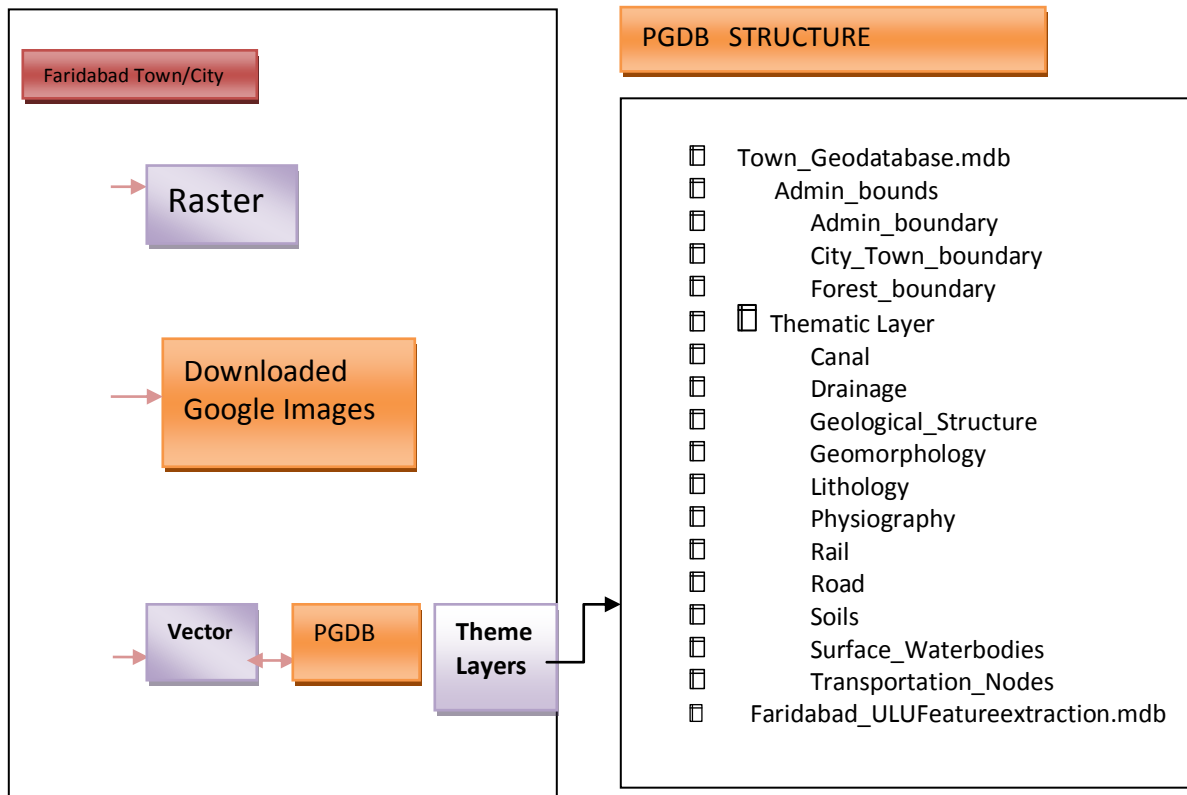 Faridabad Town/City
Raster
Downloaded
Google Images
Vector
PGDB
Theme
Layers
PGDB STRUCTURE
Town_Geodatabase.mdb
Admin_bounds
Admin_boundary
City_Town_boundary
Forest_boundary
Thematic Layer
Canal
Drainage
Geological_Structure
Geomorphology
Lithology
Physiography
Rail
Road
Soils
Surface_Waterbodies
Transportation_Nodes
Faridabad_ULUFeatureextraction.mdb